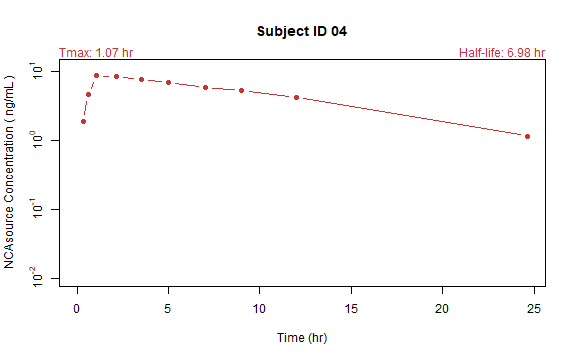 Subject ID 04
Tmax: 1.07 hr Half-life: 6.98 hr
NCAsource Concentration ( ng/mL )
10^1
10^0
10^-1
10^-2
0 5 10 15 20 25
Time (hr)